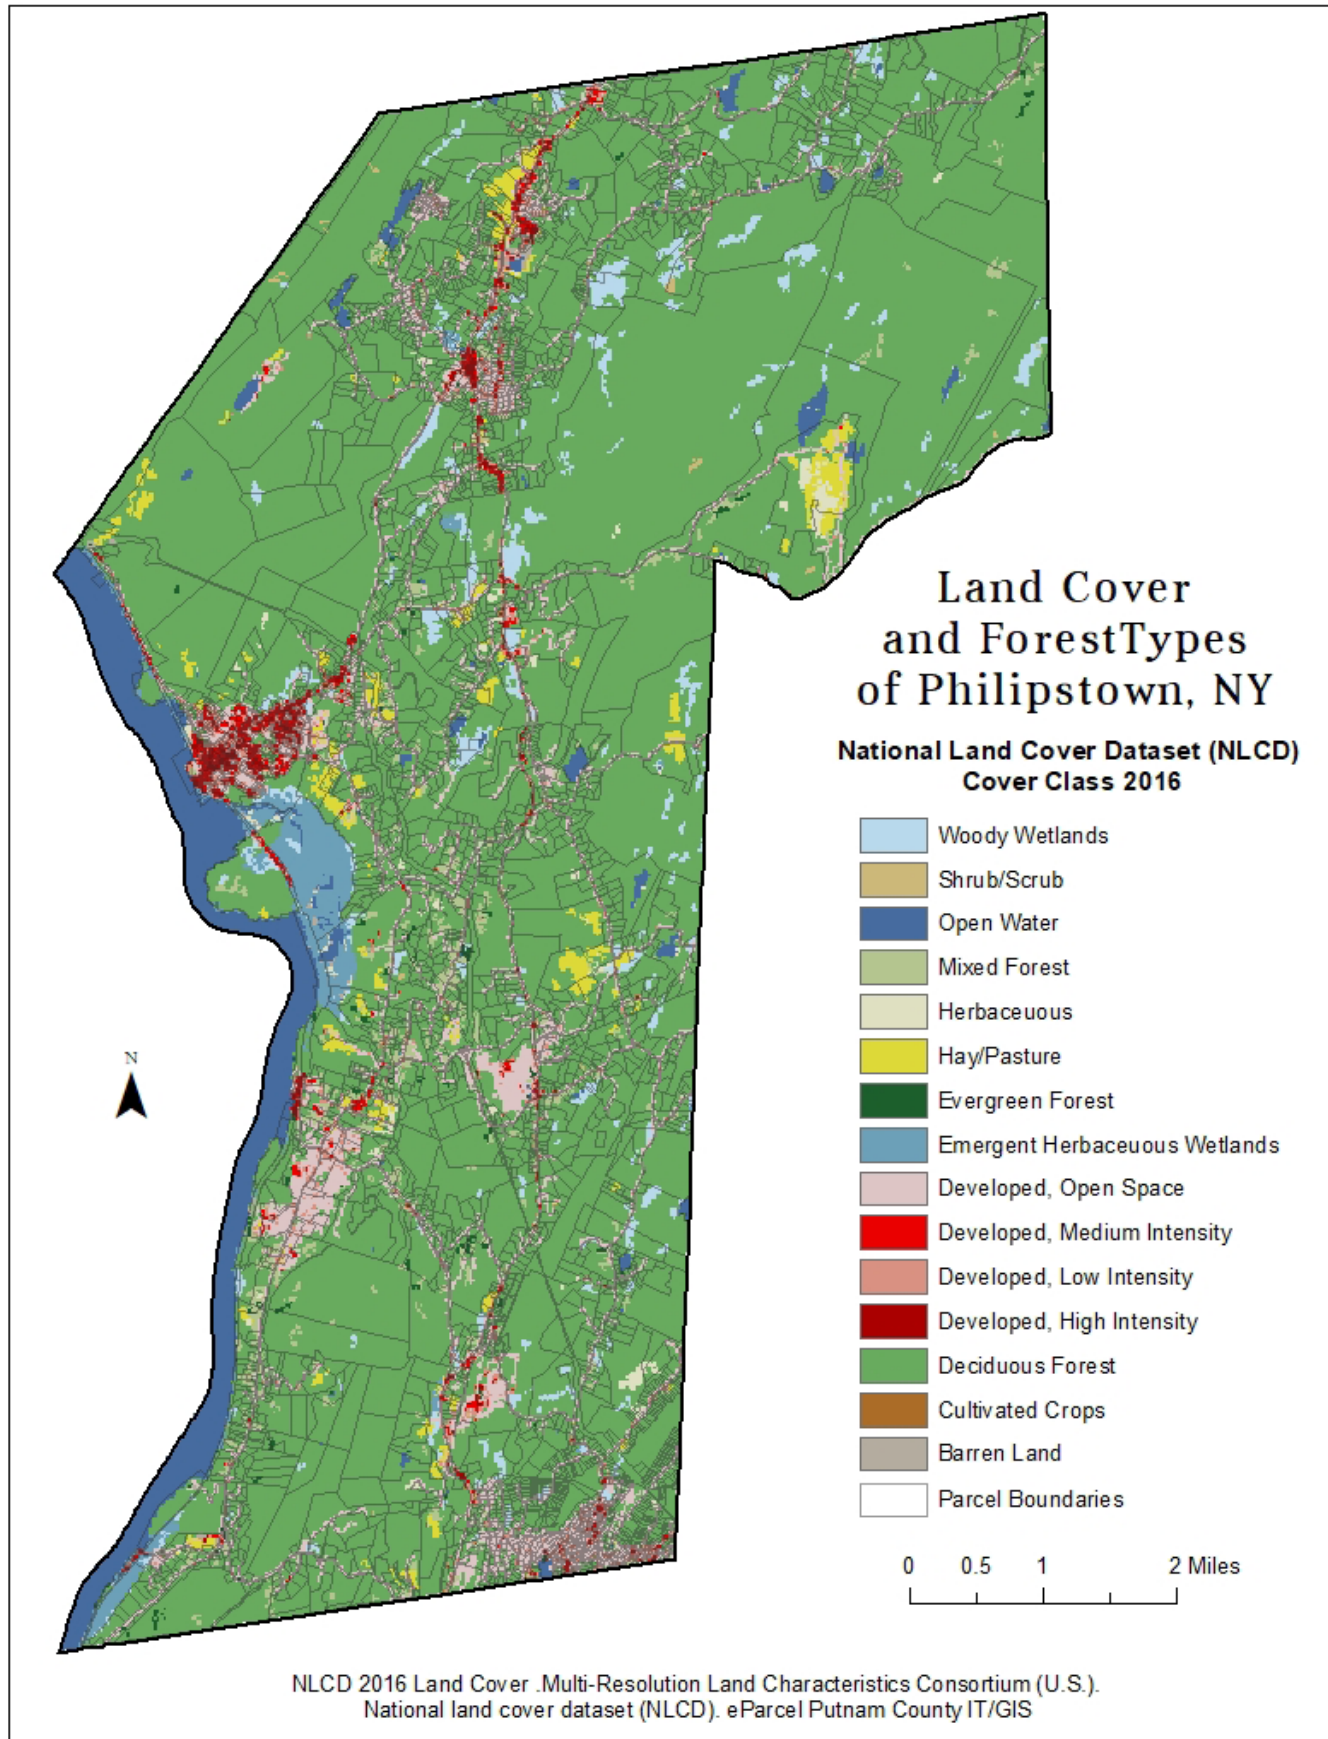 Land Cover
and ForestTypes
of Philipstown, NY
National Land Cover Dataset (NLCD)
Cover Class 2016
Woody Wetlands
Shrub/Scrub
Open Water
Mixed Forest
Herbaceuous
Hay/Pasture
Evergreen Forest
Emergent Herbaceuous Wetlands
Developed, Open Space
Developed, Medium Intensity
Developed, Low Intensity
Developed, High Intensity
Deciduous Forest
Cultivated Crops
Barren Land
Parcel Boundaries
N
0 0.5 1 2 Miles
NLCD 2016 Land Cover .Multi-Resolution Land Characteristics Consortium (U.S.).
National land cover dataset (NLCD). eParcel Putnam County IT/GIS